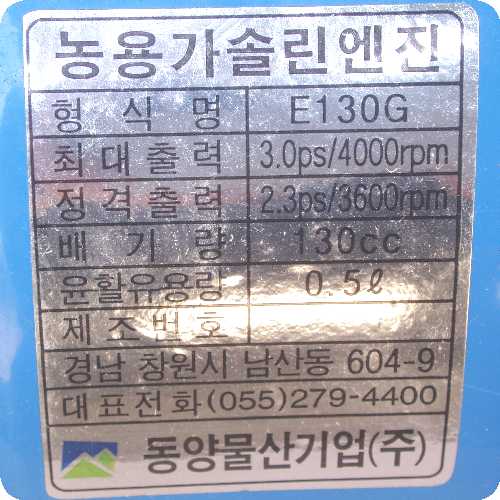 농용가솔린엔진
형식명 E130G
최대출력 3.0ps/4000rpm
정격출력 2.3ps/3600rpm
배기량 130cc
윤활유용량 0.5ℓ
제조번호
경남 창원시 남산동 604-9
대표전화(055)279-4400
동양물산기업(주)